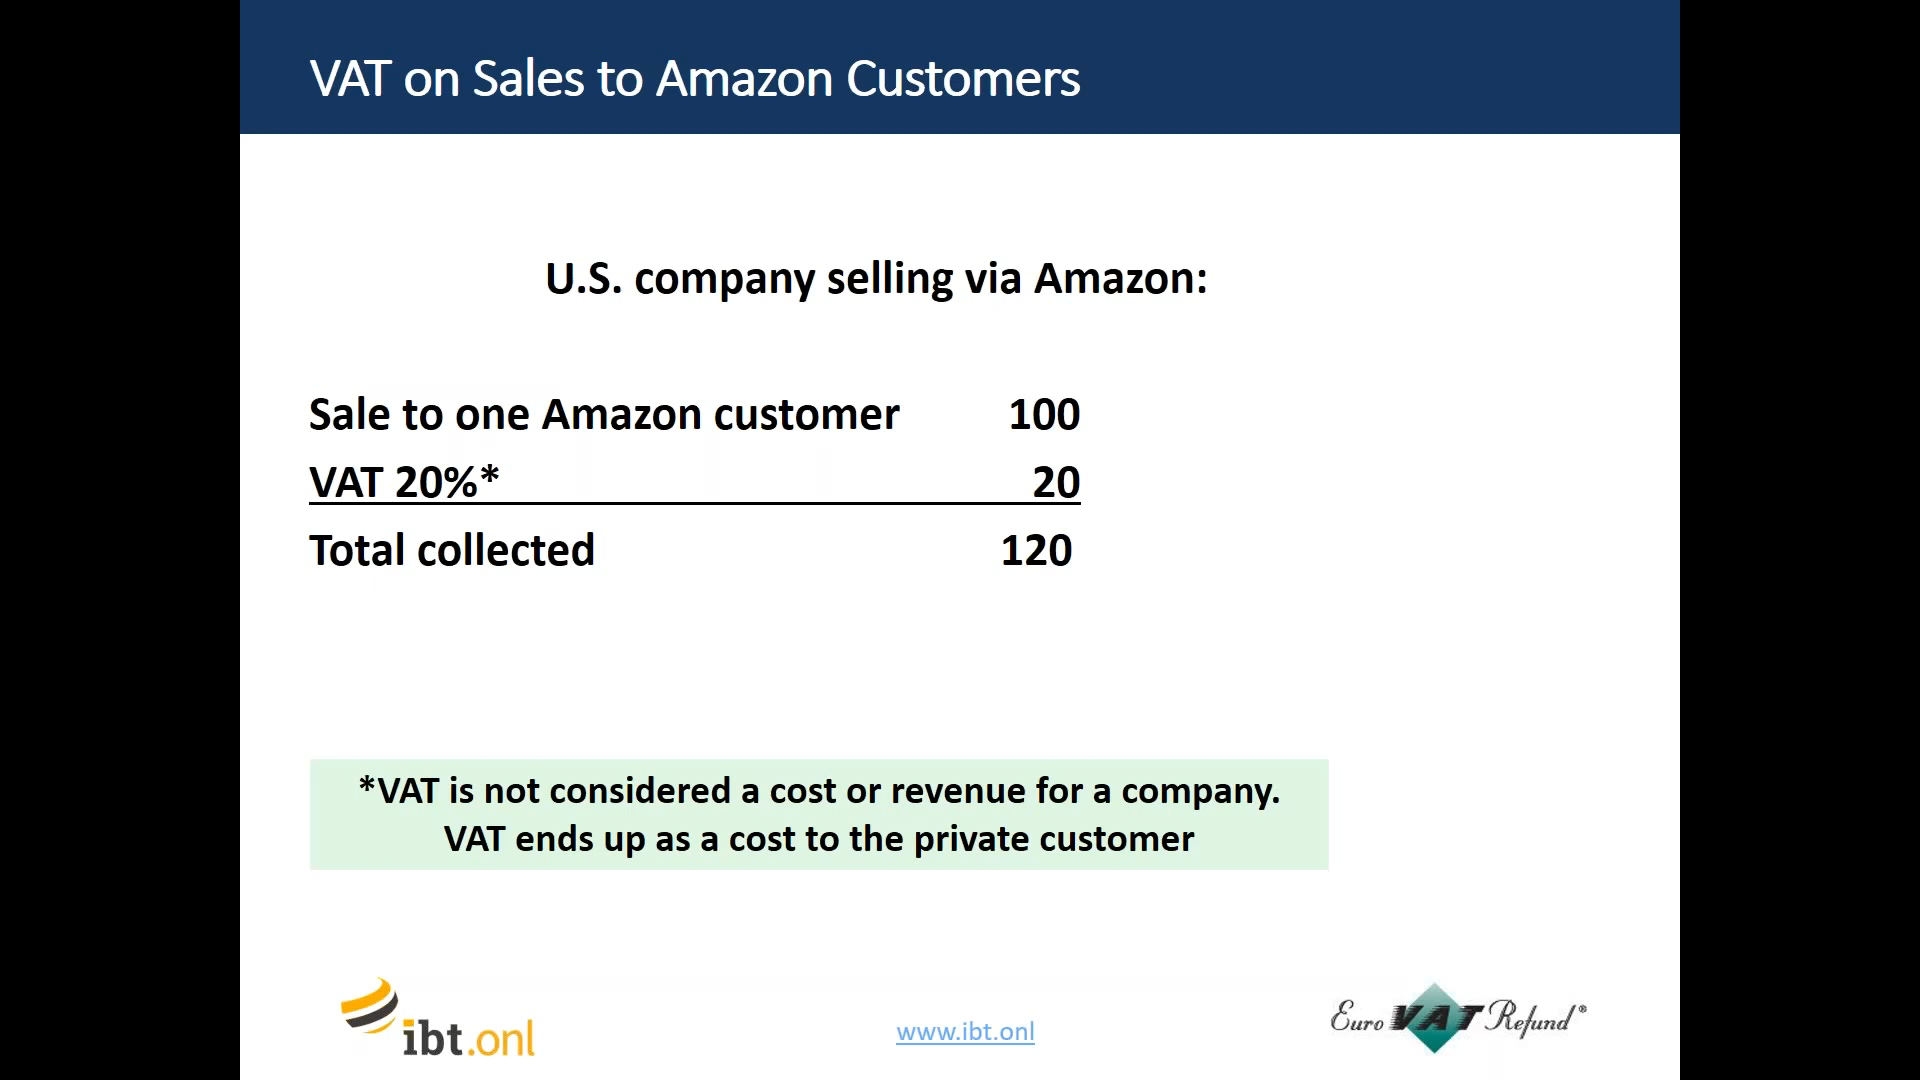 VAT on Sales to Amazon Customers
U.S. company selling via Amazon:
Sale to one Amazon customer 100
VAT 20%* 20
Total collected 120
*VAT is not considered a cost or revenue for a company.
VAT ends up as a cost to the private customer
ibt.onl
www.ibt.onl
Euro VAT Refund®